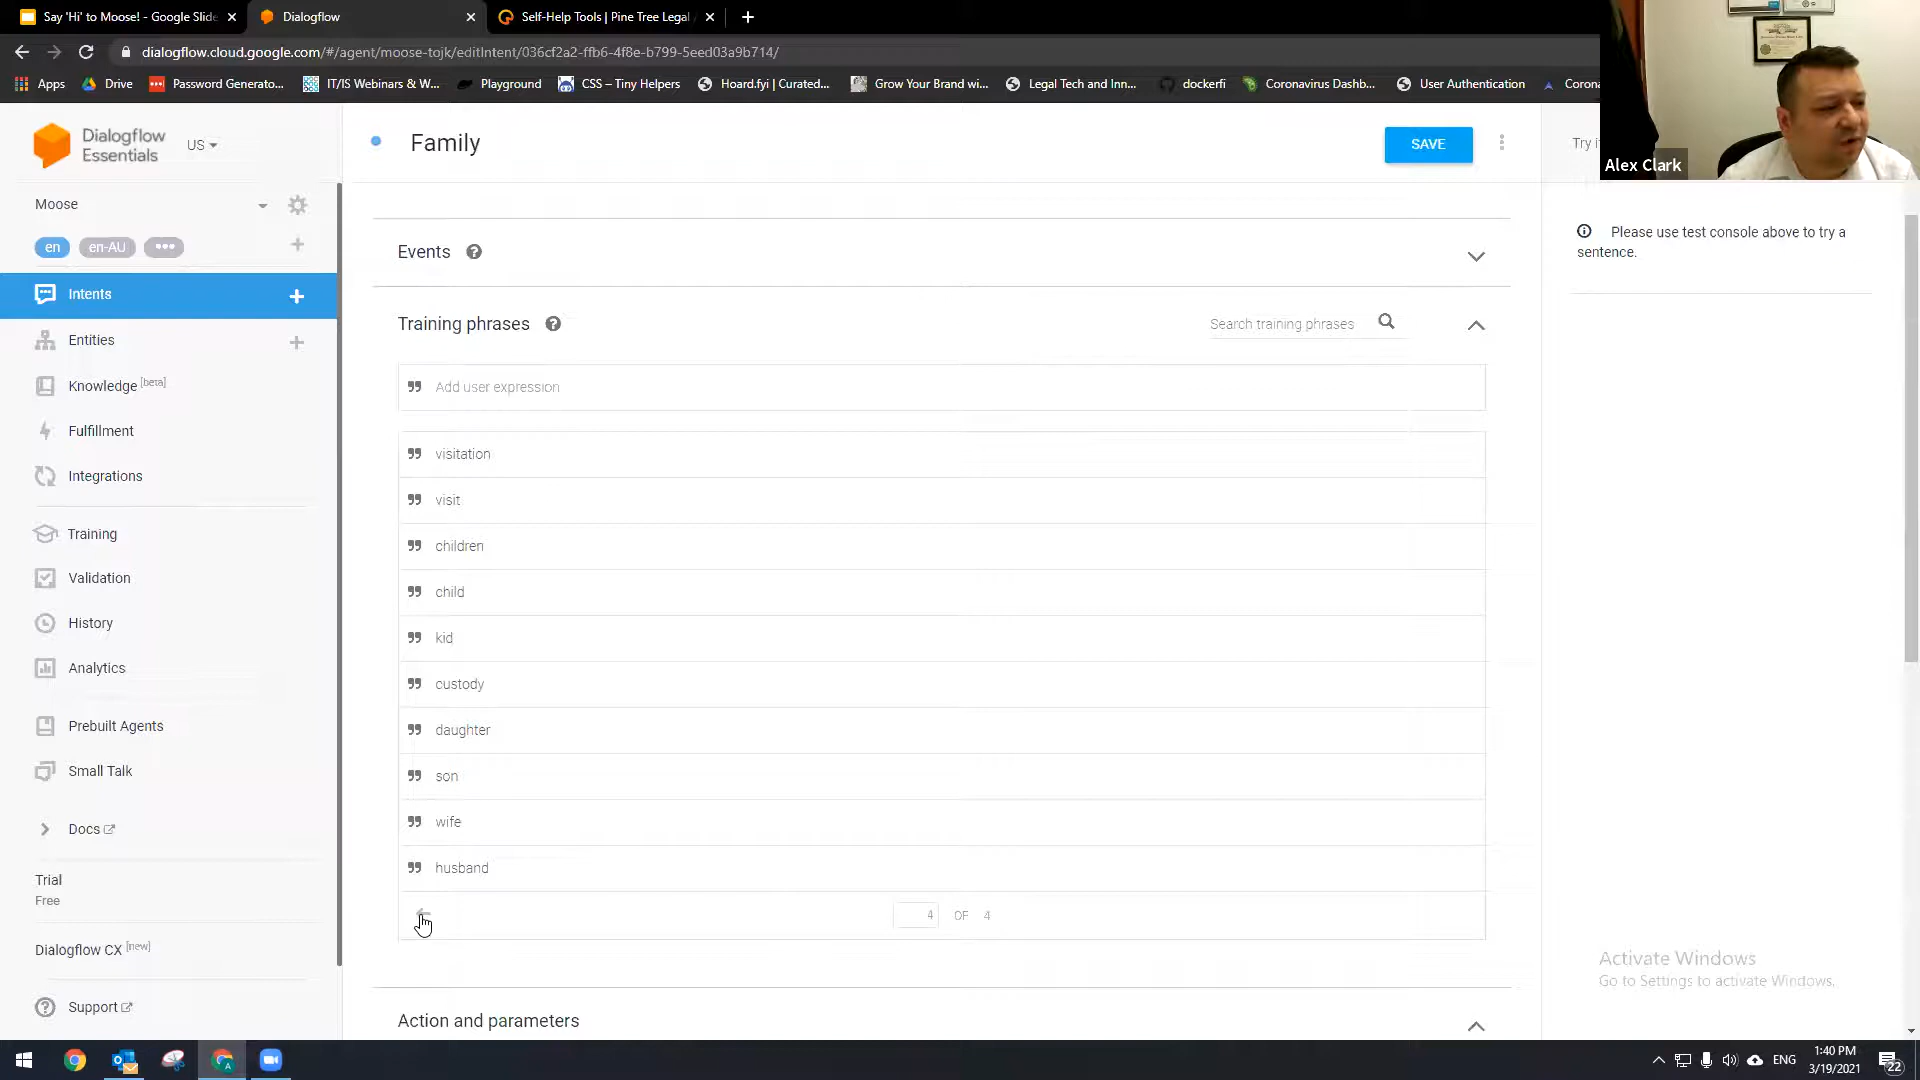 Say 'Hi' to Moose! - Google Slide
Dialogflow
Self-Help Tools | Pine Tree Legal
dialogflow.cloud.google.com/#/agent/moose-tojk/editIntent/036cf2a2-ffb6-4f8e-b799-5eed03a9b714/
Apps
Drive
Password Generato...
IT/IS Webinars & W...
Playground
CSS – Tiny Helpers
Hoard.fyi | Curated...
Grow Your Brand wi...
Legal Tech and Inn...
dockerfi
Coronavirus Dashb...
User Authentication
Corona
Alex Clark
Dialogflow
Essentials
US
Family
SAVE
Try i
Moose
en
en-AU
Please use test console above to try a
sentence.
Intents
Entities
Knowledge [beta]
Fulfillment
Integrations
Training
Validation
History
Analytics
Prebuilt Agents
Small Talk
Docs
Trial
Free
Dialogflow CX [new]
Support
Events
Training phrases
Search training phrases
Add user expression
visitation
visit
children
child
kid
custody
daughter
son
wife
husband
4 OF 4
Action and parameters
Activate Windows
Go to Settings to activate Windows.
ENG
1:40 PM
3/19/2021
22